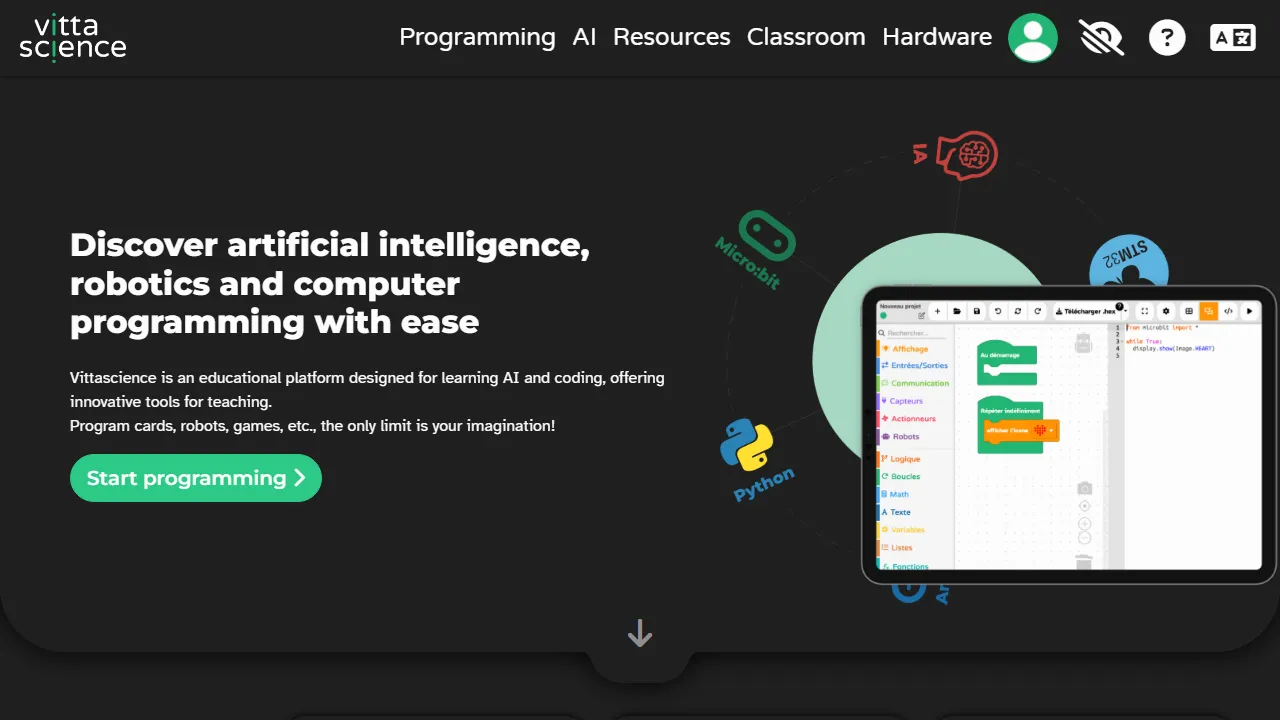 vitta
science
Programming AI Resources Classroom Hardware
?
A
IA
Micro:bit
STM32
Discover artificial intelligence,
robotics and computer
programming with ease
Vittascience is an educational platform designed for learning AI and coding, offering
innovative tools for teaching.
Program cards, robots, games, etc., the only limit is your imagination!
Start programming
Python
Nouveau projet
Télécharger .hex
Rechercher...
Affichage
Entrées/Sorties
Communication
Capteurs
Actionneurs
Robots
Logique
Boucles
Math
Texte
Variables
Listes
Fonctions
Au démarrage
Répéter indéfiniment
afficher l'icône
1 from microbit import *
2
3 while True:
4 display.show(Image.HEART)
5
Ar